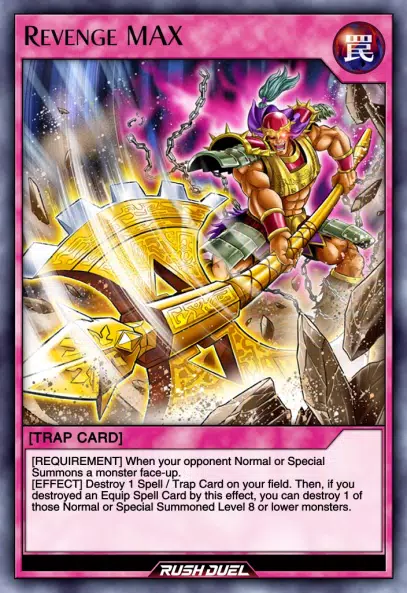 Revenge MAX
罠
[TRAP CARD]
[REQUIREMENT] When your opponent Normal or Special
Summons a monster face-up.
[EFFECT] Destroy 1 Spell / Trap Card on your field. Then, if you
destroyed an Equip Spell Card by this effect, you can destroy 1 of
those Normal or Special Summoned Level 8 or lower monsters.
RUSH DUEL